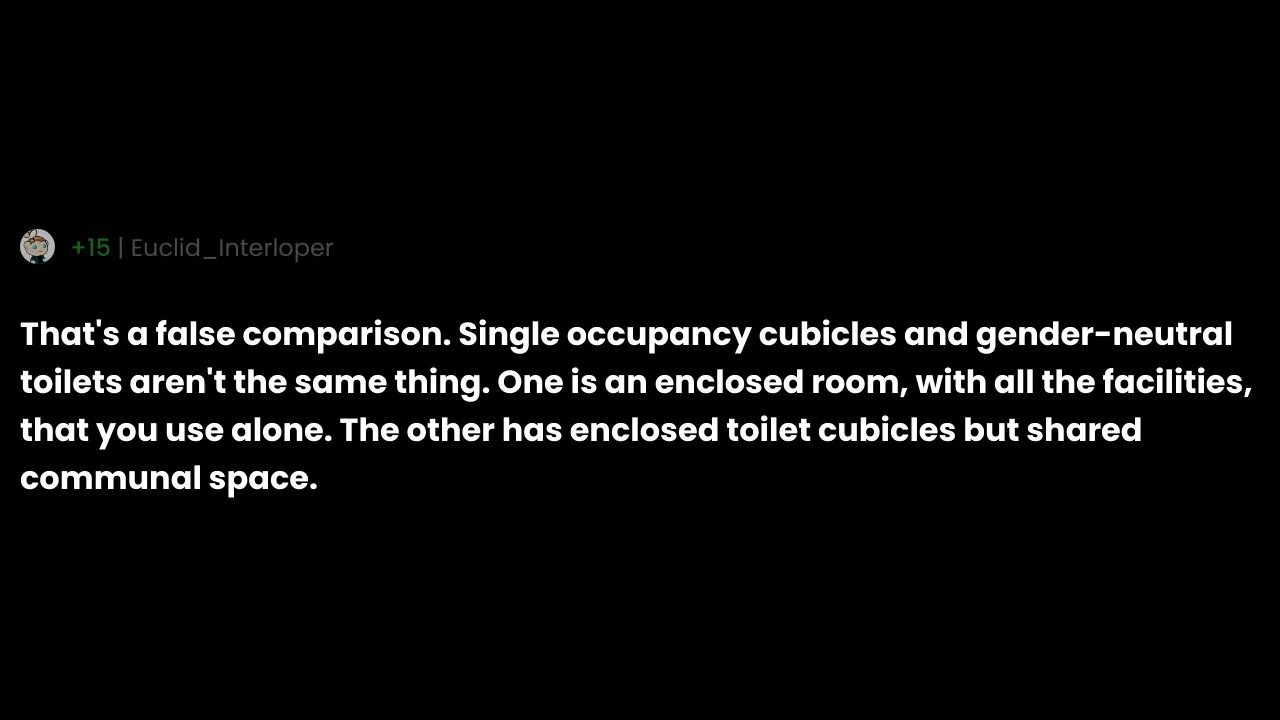 +15 | Euclid_Interloper
That's a false comparison. Single occupancy cubicles and gender-neutral
toilets aren't the same thing. One is an enclosed room, with all the facilities,
that you use alone. The other has enclosed toilet cubicles but shared
communal space.